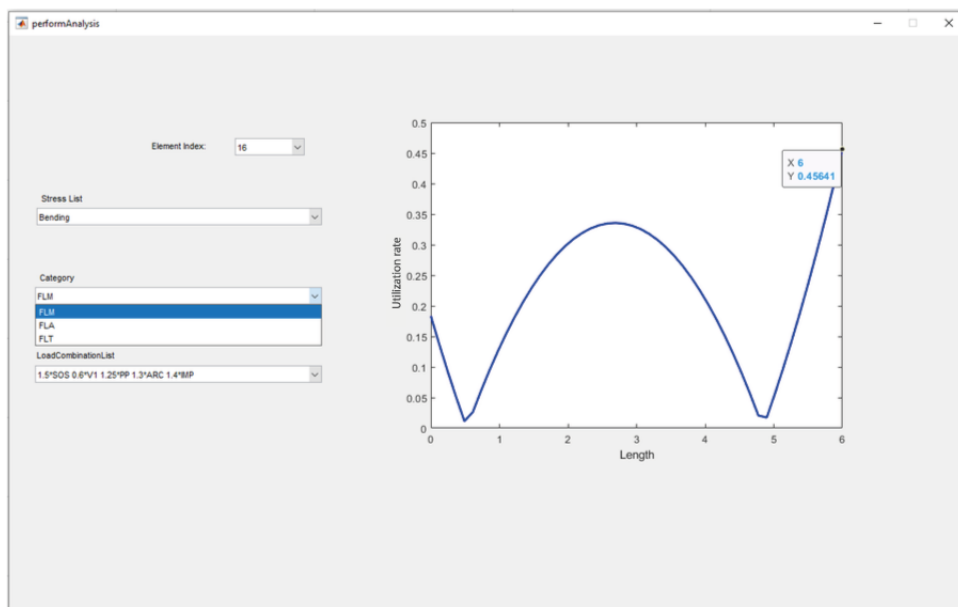 performAnalysis
Element Index:
16
Stress List
Bending
Category
FLM
FLM
FLA
FLT
LoadCombinationList
1.5*SOS 0.6*V1 1.25*PP 1.3*ARC 1.4*IMP
0.5
0.45
0.4
0.35
0.3
0.25
0.2
0.15
0.1
0.05
0
Utilization rate
X 6
Y 0.45641
0 1 2 3 4 5 6
Length